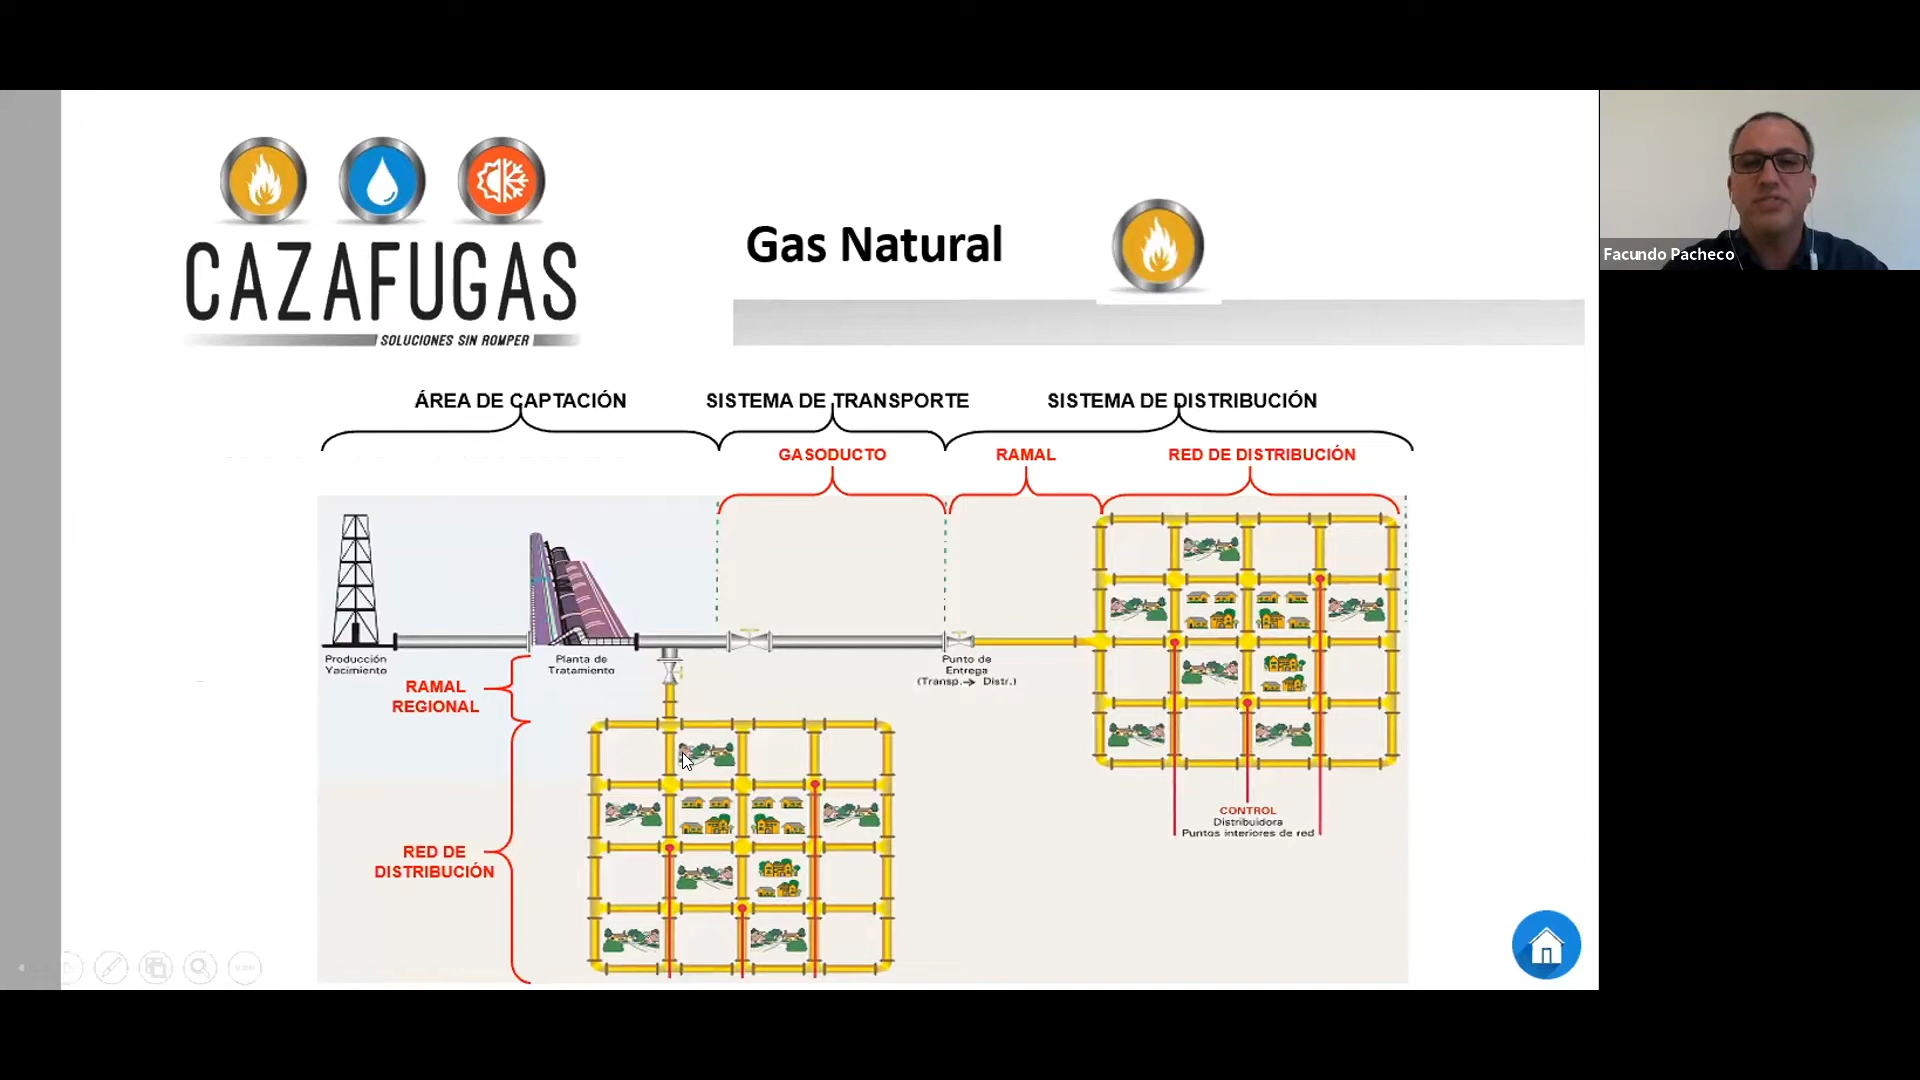 CAZAFUGAS
SOLUCIONES SIN ROMPER
Gas Natural
Facundo Pacheco
ÁREA DE CAPTACIÓN
SISTEMA DE TRANSPORTE
SISTEMA DE DISTRIBUCIÓN
GASODUCTO
RAMAL
RED DE DISTRIBUCIÓN
Producción
Yacimiento
Planta de
Tratamiento
Punto de
Entrega
(Transp.→ Distr.)
RAMAL
REGIONAL
RED DE
DISTRIBUCIÓN
CONTROL
Distribuidora
Puntos interiores de red